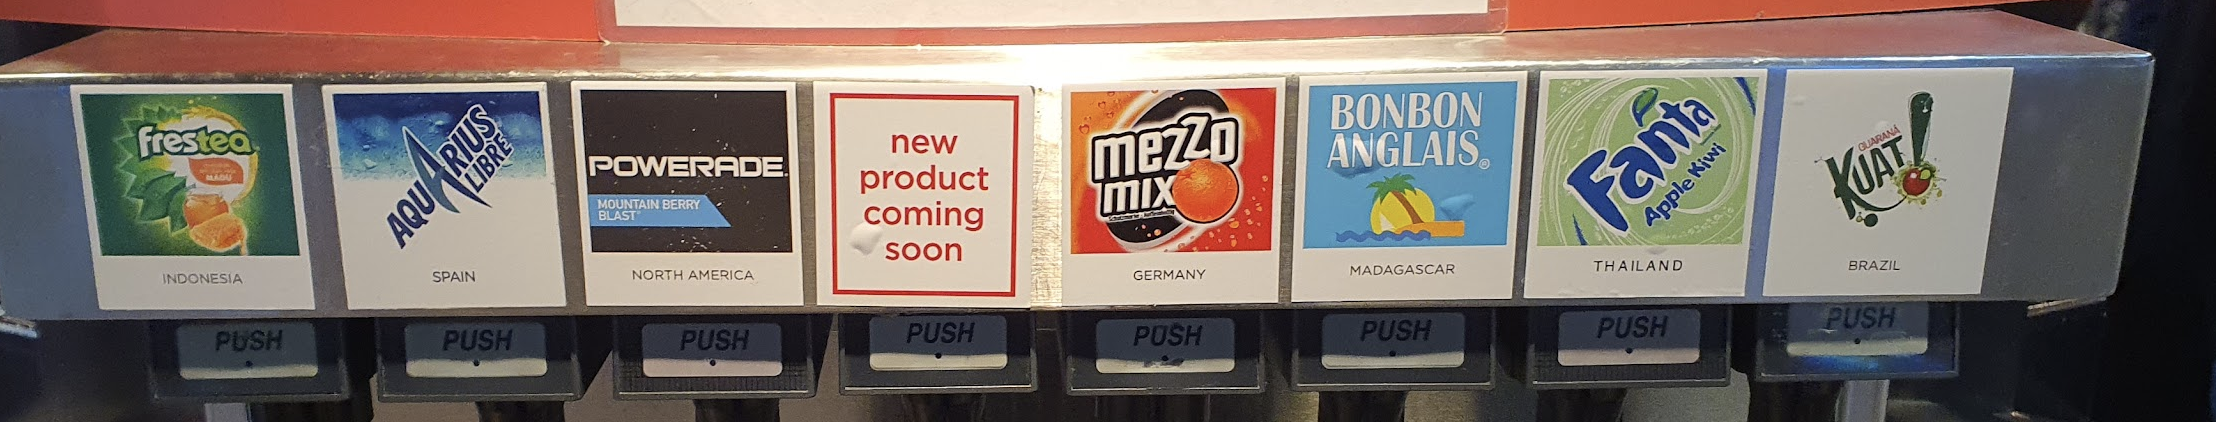 frestea
MADU
INDONESIA
AQUARIUS
LIBRE
SPAIN
POWERADE
MOUNTAIN BERRY
BLAST
NORTH AMERICA
new
product
coming
soon
mezzo
mix
GERMANY
BONBON
ANGLAIS®
MADAGASCAR
Fanta
Apple Kiwi
THAILAND
GUARANÁ
KUAT!
BRAZIL
PUSH
PUSH
PUSH
PUSH
PUSH
PUSH
PUSH
PUSH